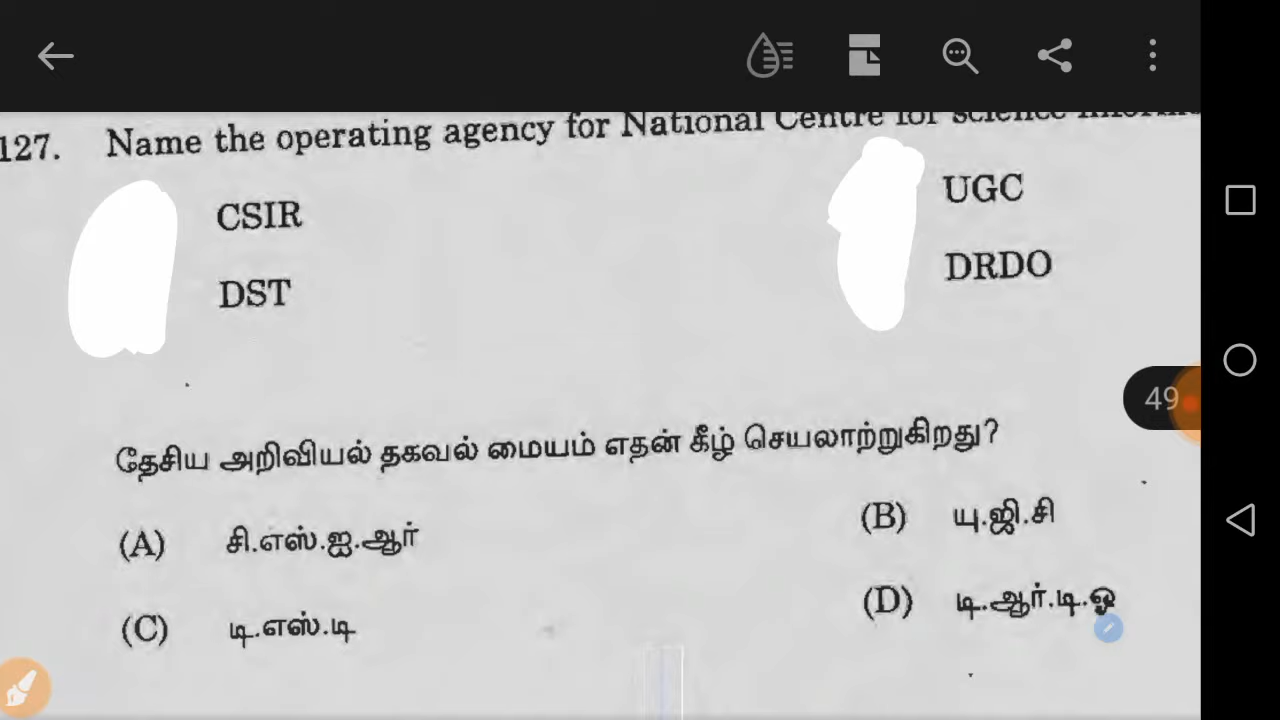 127. Name the operating agency for National Centre for science
CSIR
UGC
DST
DRDO
49
தேசிய அறிவியல் தகவல் மையம் எதன் கீழ் செயலாற்றுகிறது?
(A) சி.எஸ்.ஐ.ஆர்
(B) யு.ஜி.சி
(C) டி.எஸ்.டி
(D) டி.ஆர்.டி.ஓ